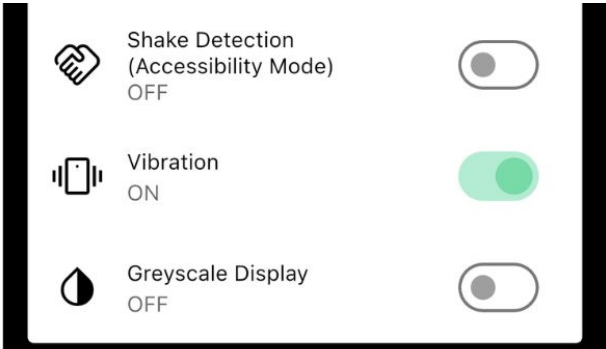 Shake Detection
(Accessibility Mode)
OFF
Vibration
ON
Greyscale Display
OFF